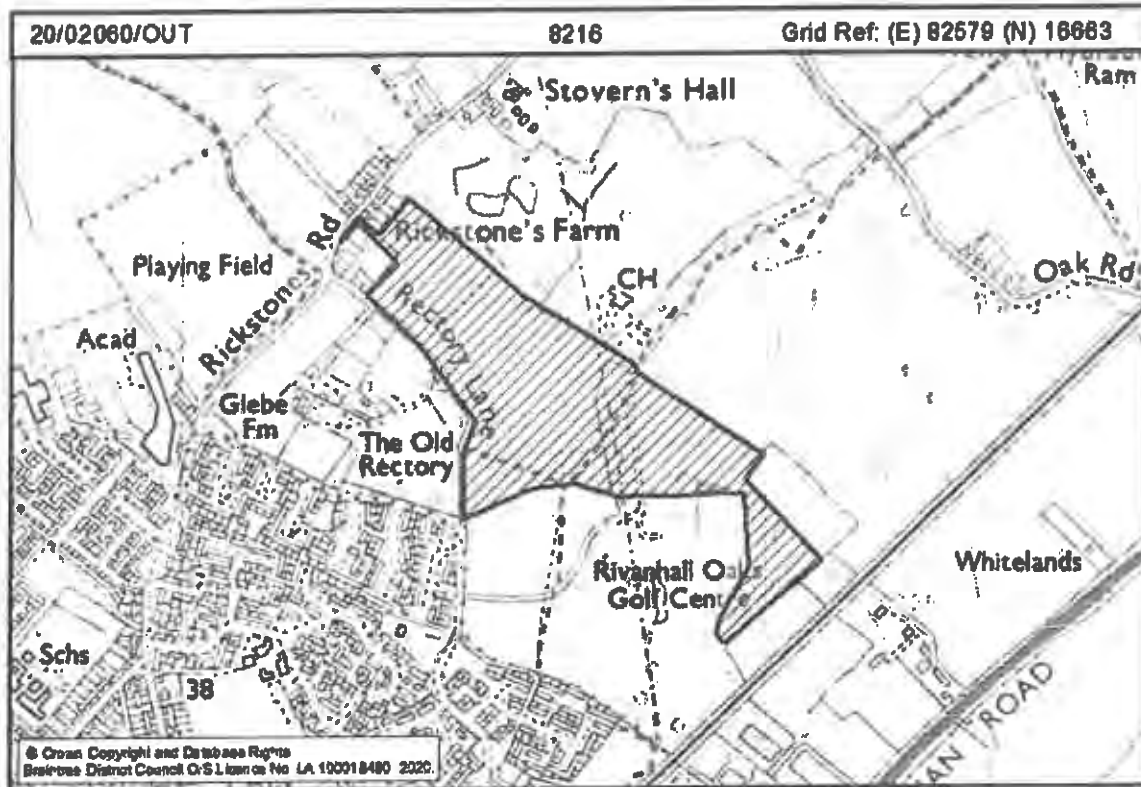 20/02060/OUT 8216 Grid Ref: (E) 82579 (N) 16663
Ram
Stovern's Hall
Rickstone's Farm
Rickstones Rd
Playing Field
CH
Oak Rd
Rectory Lane
Acad
Glebe
Fm
The Old
Rectory
Rivenhall Oaks
Golf Cent
Whitelands
Schs
38
MAN ROAD
© Crown Copyright and Database Rights
Braintree District Council O/S Licence No LA 100018490 2020.